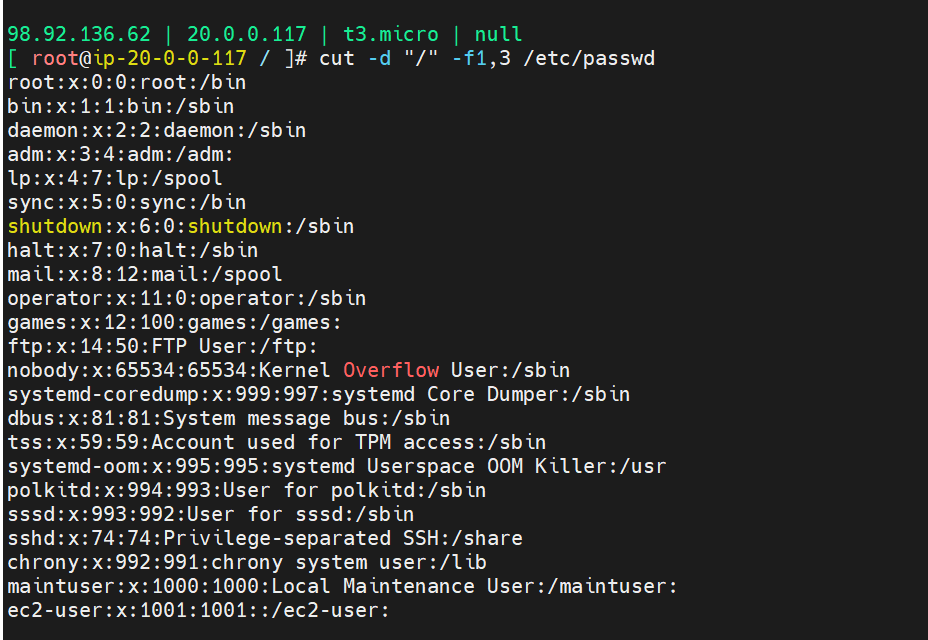 98.92.136.62 | 20.0.0.117 | t3.micro | null
[ root@ip-20-0-0-117 / ]# cut -d "/" -f1,3 /etc/passwd
root:x:0:0:root:/bin
bin:x:1:1:bin:/sbin
daemon:x:2:2:daemon:/sbin
adm:x:3:4:adm:/adm:
lp:x:4:7:lp:/spool
sync:x:5:0:sync:/bin
shutdown:x:6:0:shutdown:/sbin
halt:x:7:0:halt:/sbin
mail:x:8:12:mail:/spool
operator:x:11:0:operator:/sbin
games:x:12:100:games:/games:
ftp:x:14:50:FTP User:/ftp:
nobody:x:65534:65534:Kernel Overflow User:/sbin
systemd-coredump:x:999:997:systemd Core Dumper:/sbin
dbus:x:81:81:System message bus:/sbin
tss:x:59:59:Account used for TPM access:/sbin
systemd-oom:x:995:995:systemd Userspace OOM Killer:/usr
polkitd:x:994:993:User for polkitd:/sbin
sssd:x:993:992:User for sssd:/sbin
sshd:x:74:74:Privilege-separated SSH:/share
chrony:x:992:991:chrony system user:/lib
maintuser:x:1000:1000:Local Maintenance User:/maintuser:
ec2-user:x:1001:1001::/ec2-user: